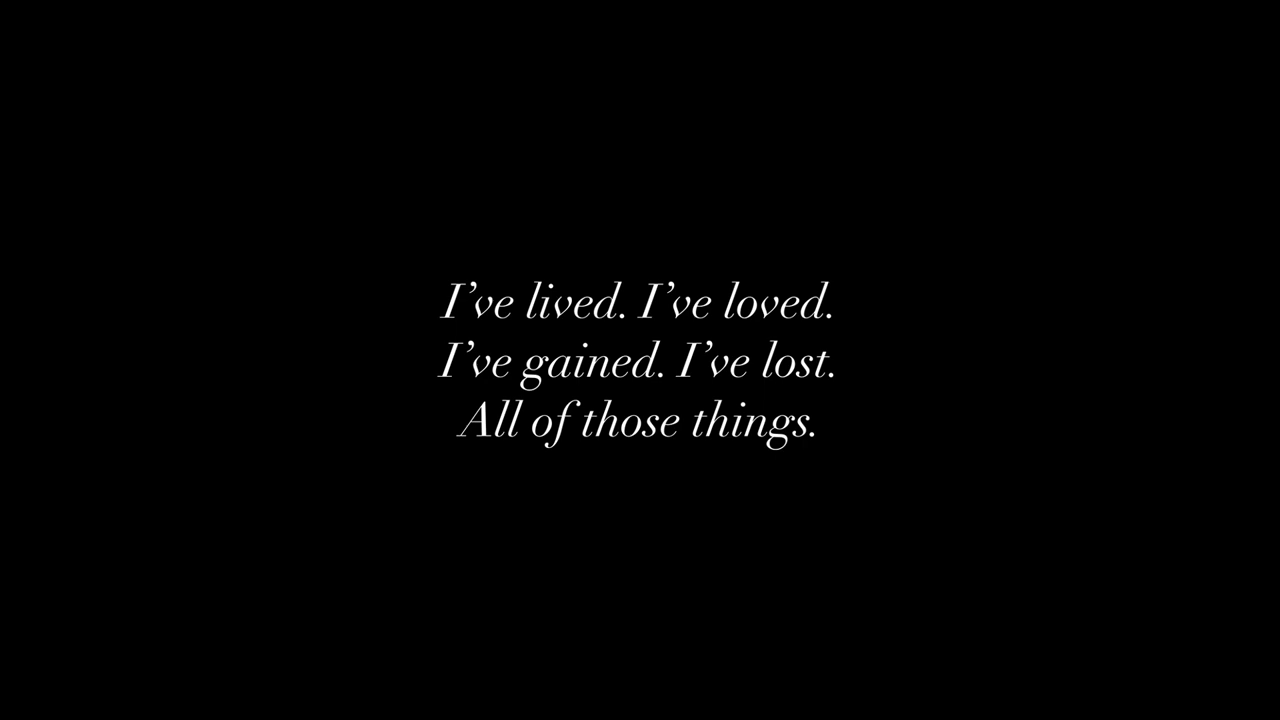 I’ve lived. I’ve loved.
I’ve gained. I’ve lost.
All of those things.